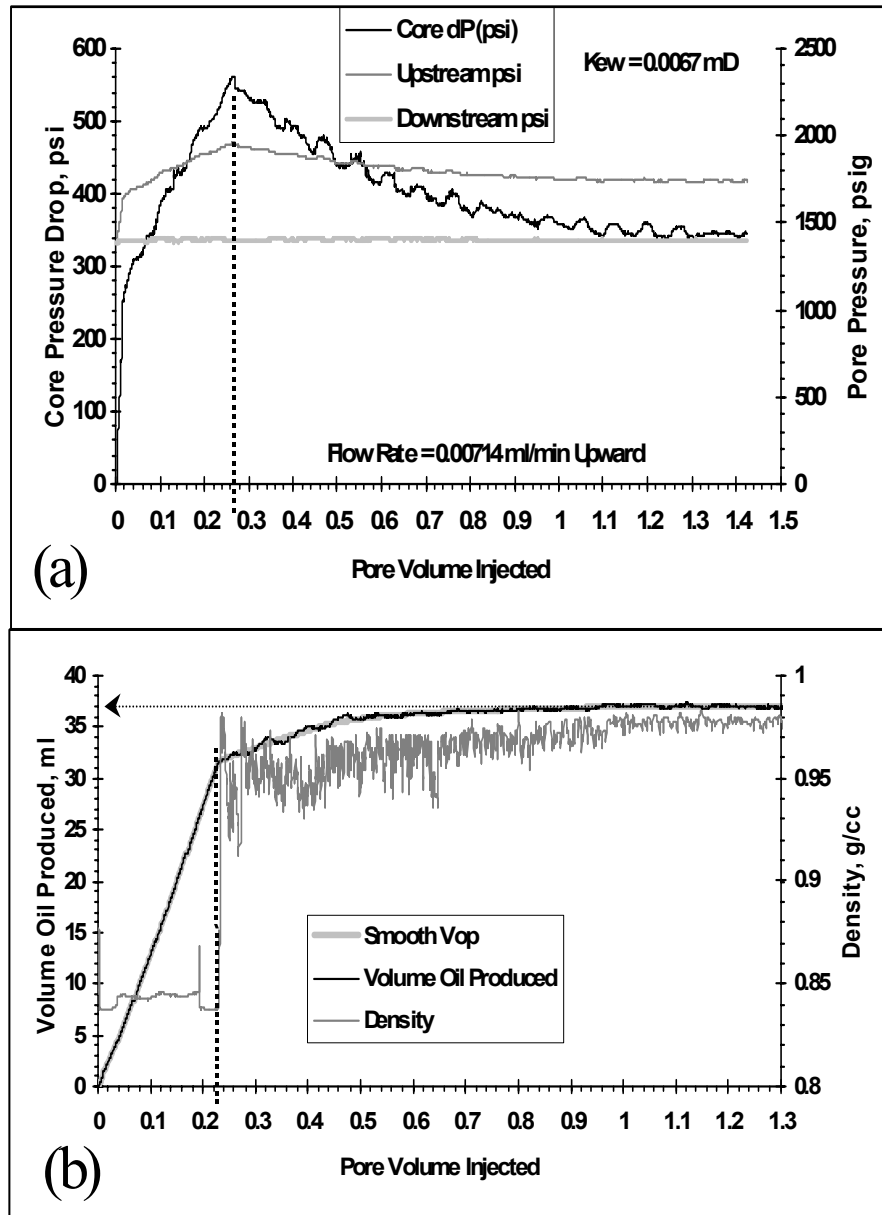 Core dP (psi)
Upstream psi
Downstream psi
Kew = 0.0067 mD
600
500
400
300
200
100
0
Core Pressure Drop, psi
2500
2000
1500
1000
500
0
Pore Pressure, psig
Flow Rate = 0.00714 ml/min Upward
0 0.1 0.2 0.3 0.4 0.5 0.6 0.7 0.8 0.9 1 1.1 1.2 1.3 1.4 1.5
Pore Volume Injected
(a)
40
35
30
25
20
15
10
5
0
Volume Oil Produced, ml
1
0.95
0.9
0.85
0.8
Density, g/cc
Smooth Vop
Volume Oil Produced
Density
0 0.1 0.2 0.3 0.4 0.5 0.6 0.7 0.8 0.9 1 1.1 1.2 1.3
Pore Volume Injected
(b)